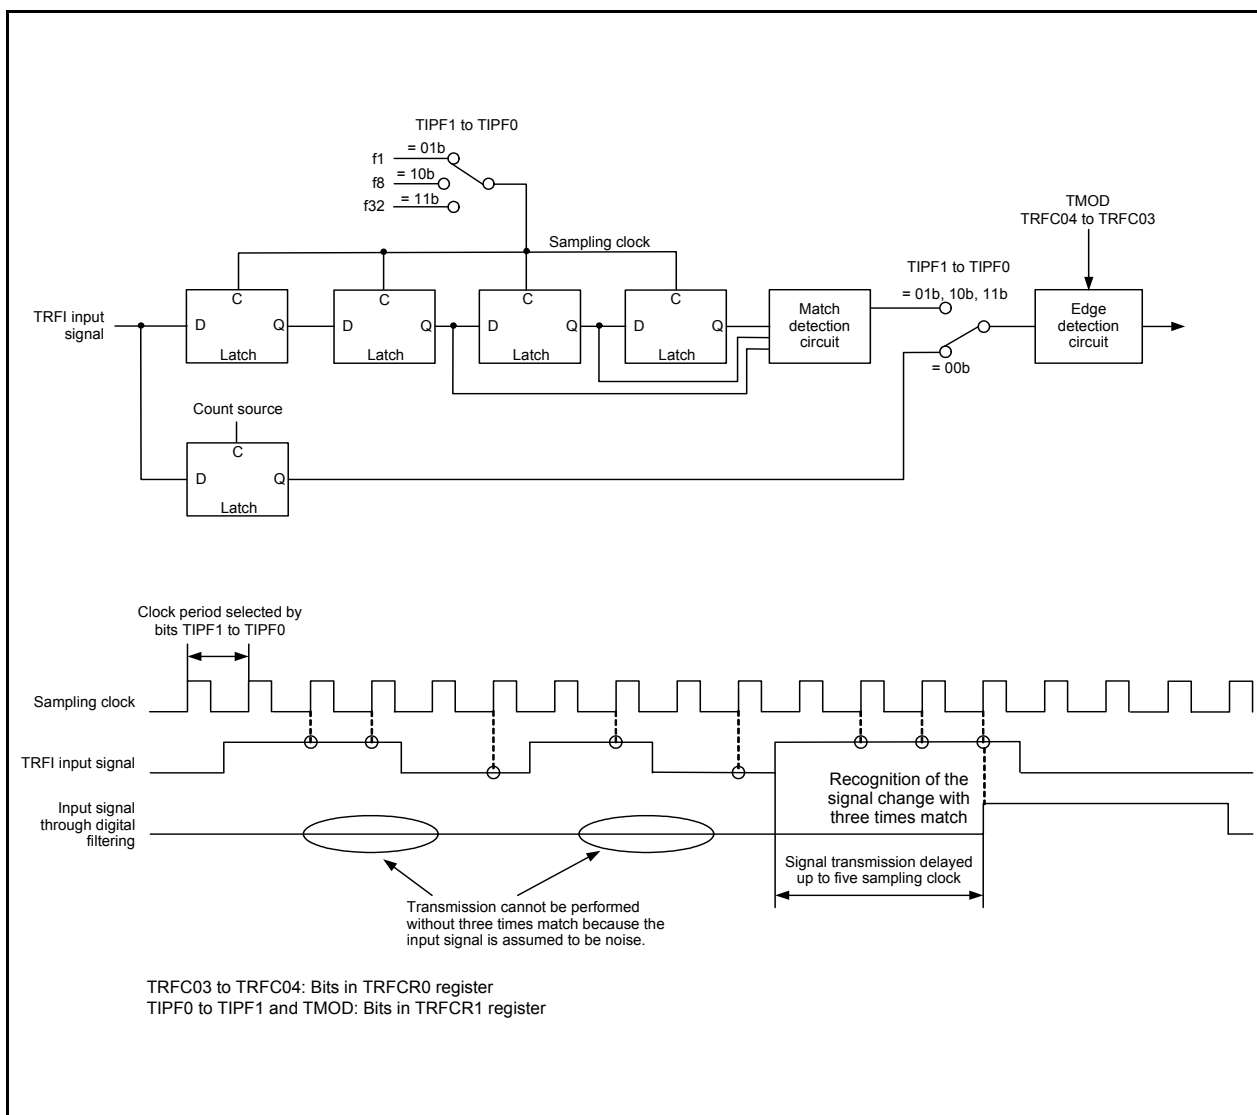 TIPF1 to TIPF0
f1
= 01b
f8
= 10b
f32
= 11b
Sampling clock
TMOD
TRFC04 to TRFC03
TIPF1 to TIPF0
= 01b, 10b, 11b
= 00b
TRFI input
signal
C
D
Q
Latch
C
D
Q
Latch
C
D
Q
Latch
C
D
Q
Latch
Match
detection
circuit
Edge
detection
circuit
Count source
C
D
Q
Latch
Clock period selected by
bits TIPF1 to TIPF0
Sampling clock
TRFI input signal
Input signal
through digital
filtering
Recognition of the
signal change with
three times match
Signal transmission delayed
up to five sampling clock
Transmission cannot be performed
without three times match because the
input signal is assumed to be noise.
TRFC03 to TRFC04: Bits in TRFCR0 register
TIPF0 to TIPF1 and TMOD: Bits in TRFCR1 register